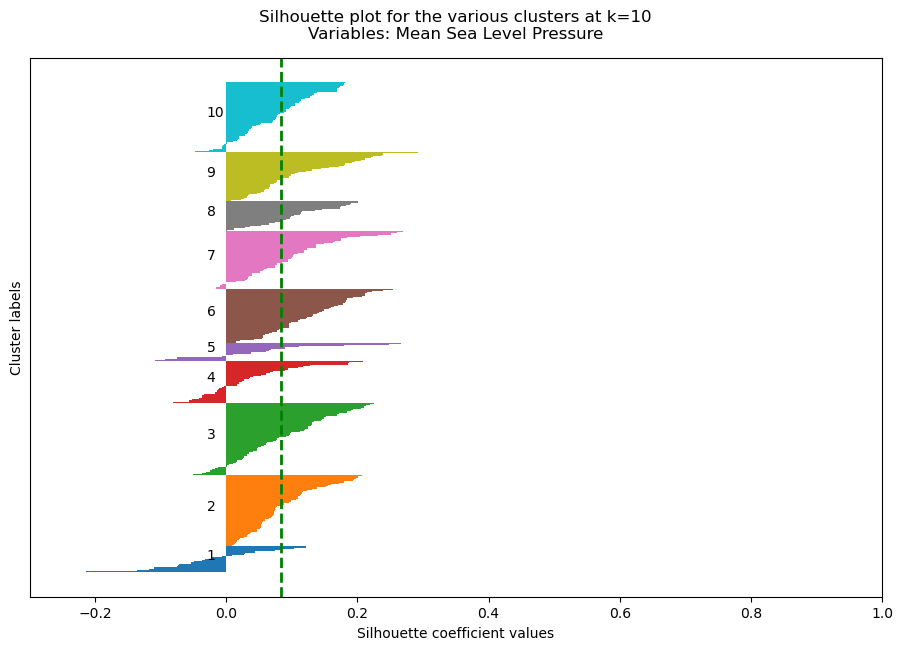 Silhouette plot for the various clusters at k=10
Variables: Mean Sea Level Pressure
Cluster labels
10
9
8
7
6
5
4
3
2
1
−0.2 0.0 0.2 0.4 0.6 0.8 1.0
Silhouette coefficient values